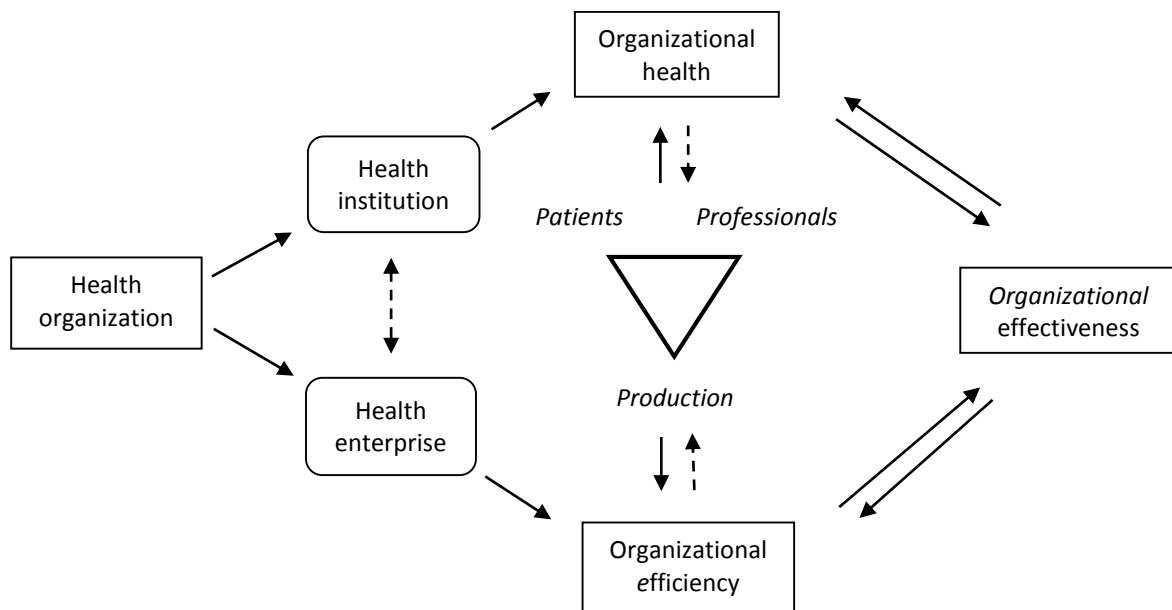 Organizational
health
Health
institution
Patients
Professionals
Health
organization
Organizational
effectiveness
Health
enterprise
Production
Organizational
efficiency